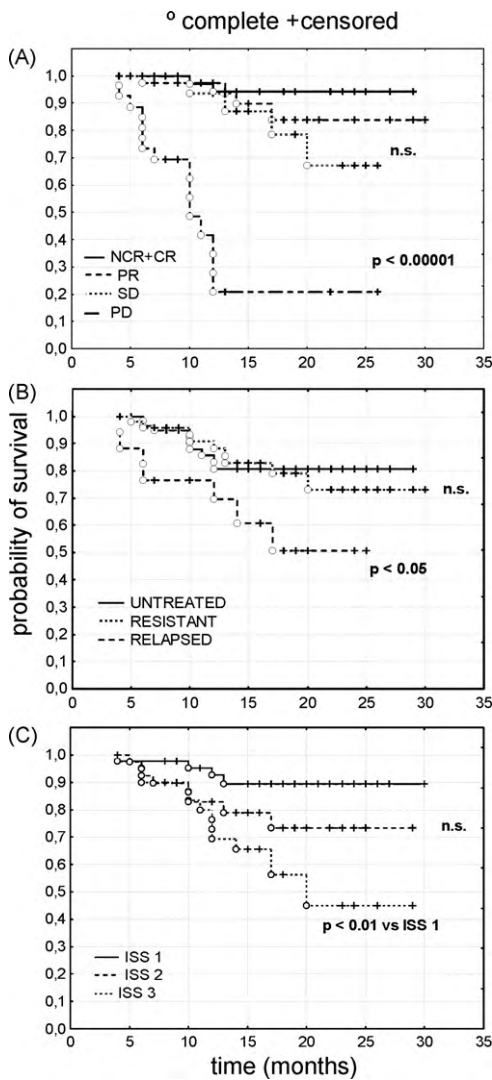 ° complete +censored
(A)
1,0
0,9
0,8
0,7
0,6
0,5
0,4
0,3
0,2
0,1
0,0
n.s.
p < 0.00001
NCR+CR
PR
SD
PD
0 5 10 15 20 25 30 35
(B)
1,0
0,9
0,8
0,7
0,6
0,5
0,4
0,3
0,2
0,1
0,0
probability of survival
n.s.
p < 0.05
UNTREATED
RESISTANT
RELAPSED
0 5 10 15 20 25 30 35
(C)
1,0
0,9
0,8
0,7
0,6
0,5
0,4
0,3
0,2
0,1
0,0
n.s.
p < 0.01 vs ISS 1
ISS 1
ISS 2
ISS 3
0 5 10 15 20 25 30 35
time (months)